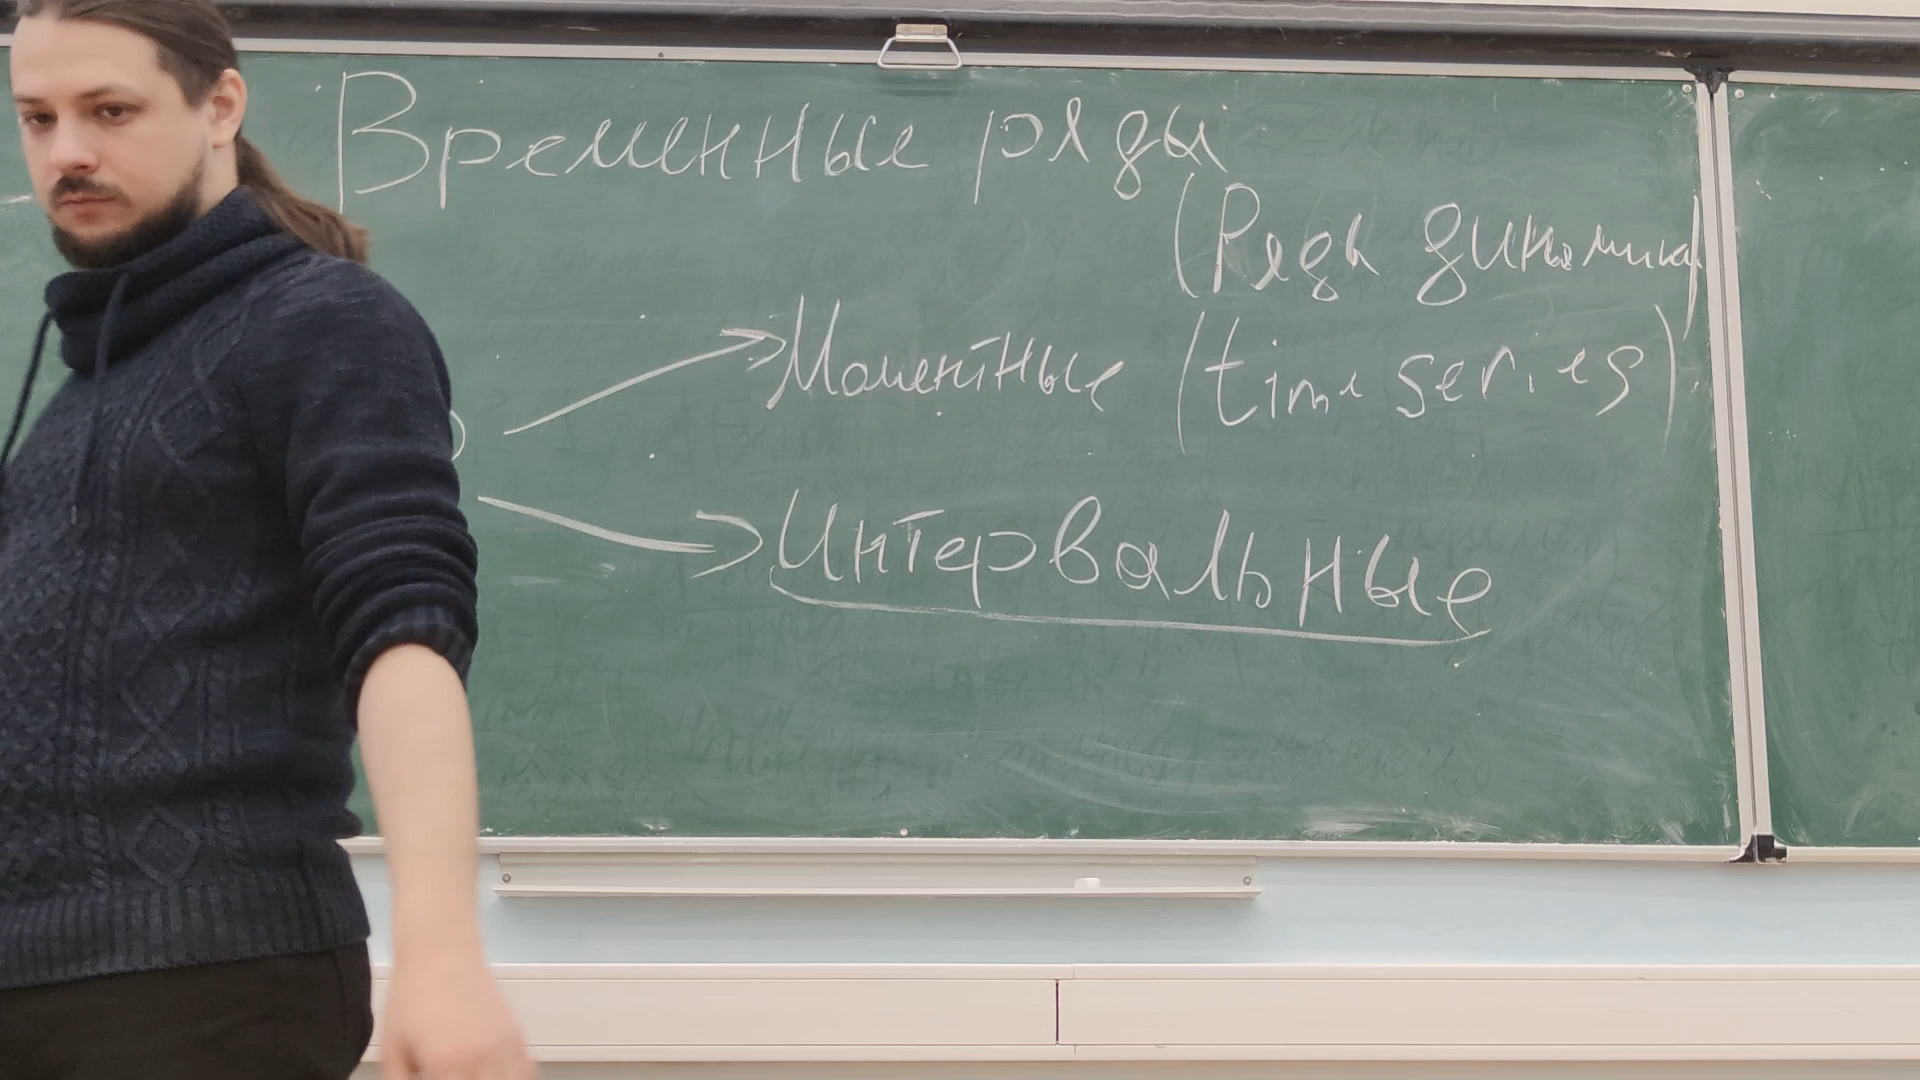 Временные ряды
(Ряды динамики)
Моментные (time series)
Интервальные